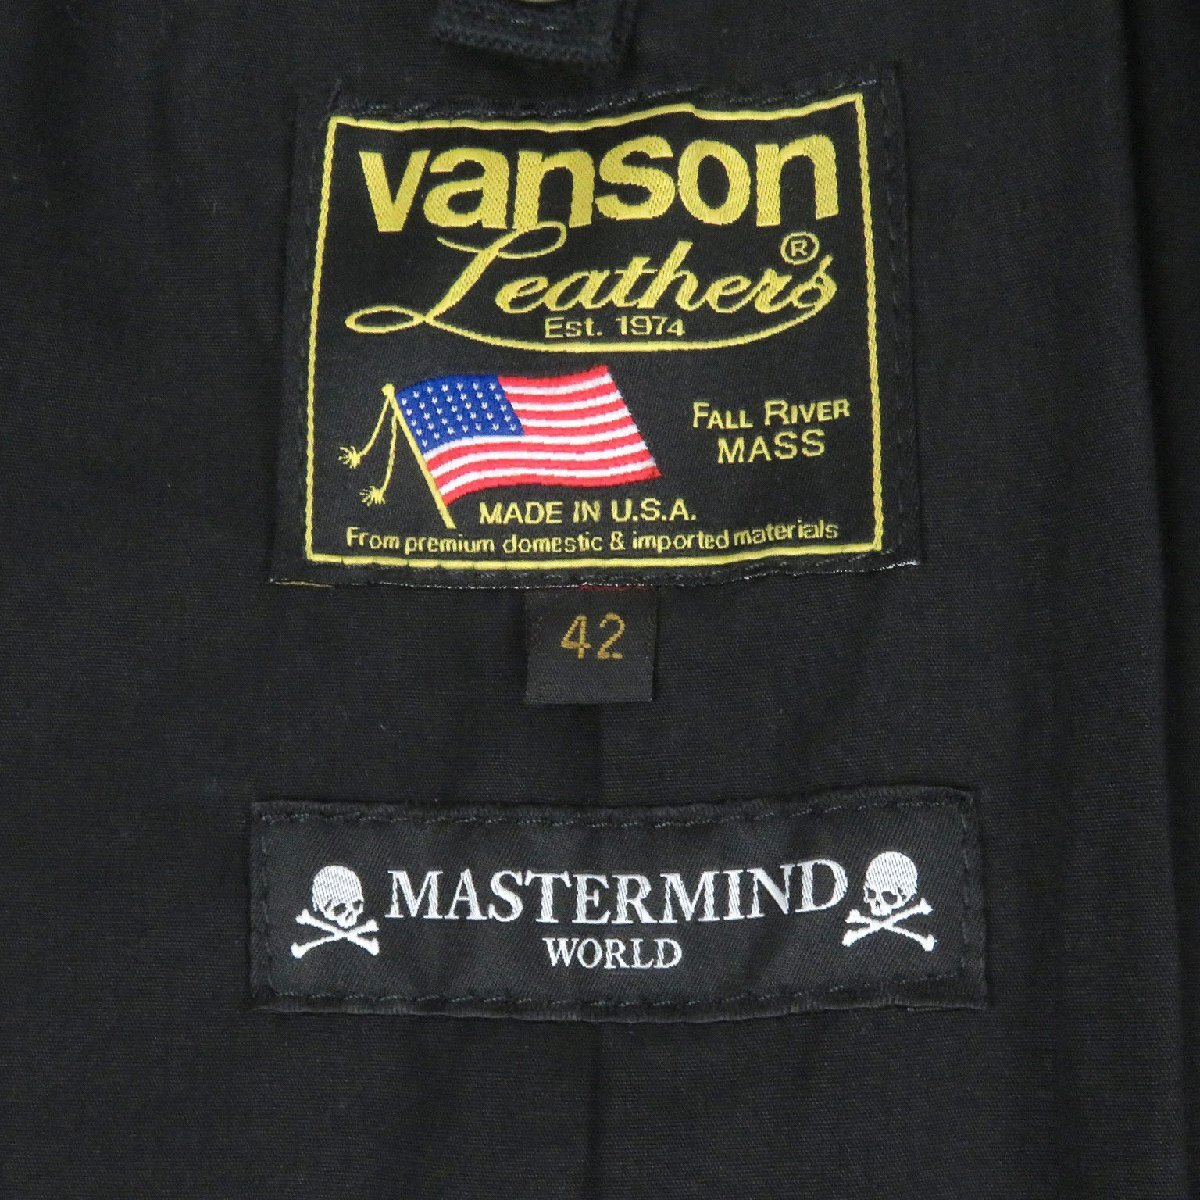 vanson
Leathers®
Est. 1974
FALL RIVER
MASS
MADE IN U.S.A.
From premium domestic & imported materials
42
MASTERMIND
WORLD